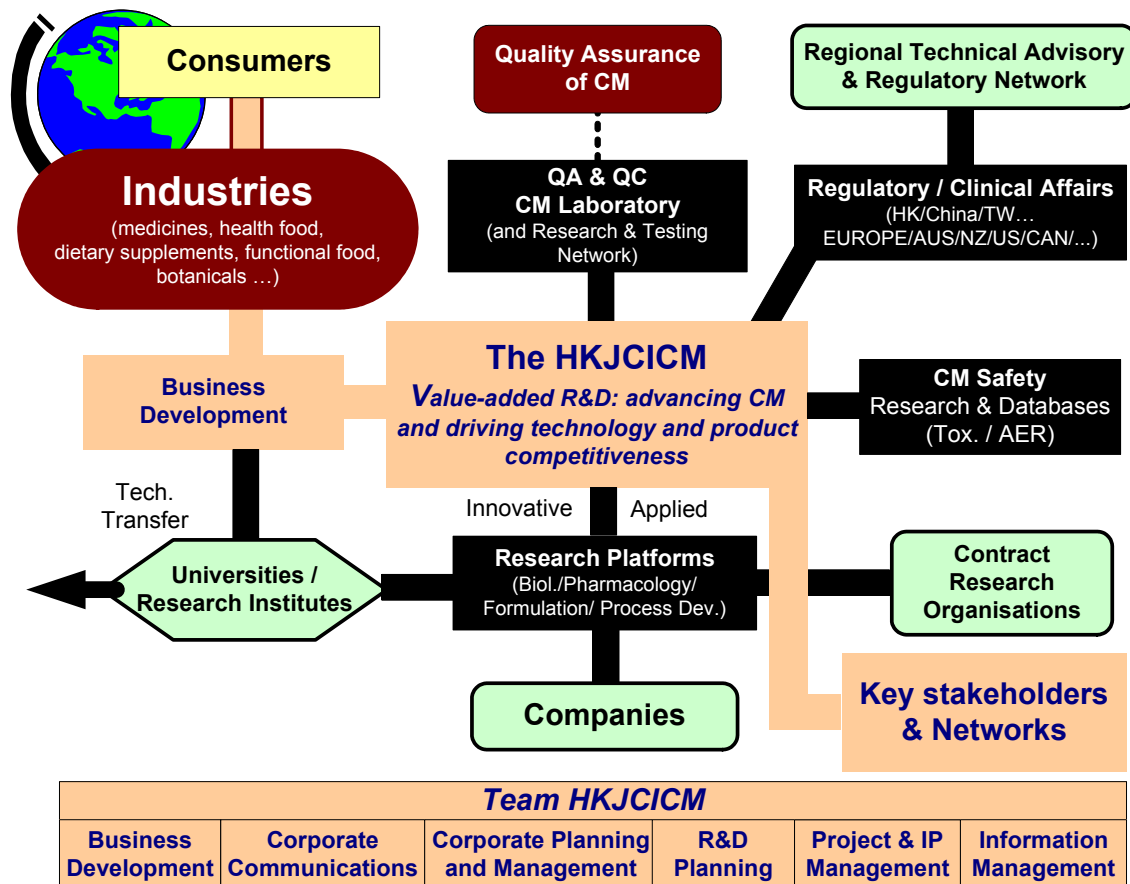 Consumers
Quality Assurance
of CM
Regional Technical Advisory
& Regulatory Network
Industries
(medicines, health food,
dietary supplements, functional food,
botanicals …)
QA & QC
CM Laboratory
(and Research & Testing
Network)
Regulatory / Clinical Affairs
(HK/China/TW…
EUROPE/AUS/NZ/US/CAN/...)
Business
Development
The HKJCICM
Value-added R&D: advancing CM
and driving technology and product
competitiveness
CM Safety
Research & Databases
(Tox. / AER)
Tech.
Transfer
Innovative
Applied
Universities /
Research Institutes
Research Platforms
(Biol./Pharmacology/
Formulation/ Process Dev.)
Contract
Research
Organisations
Companies
Key stakeholders
& Networks
Team HKJCICM
Business
Development
Corporate
Communications
Corporate Planning
and Management
R&D
Planning
Project & IP
Management
Information
Management